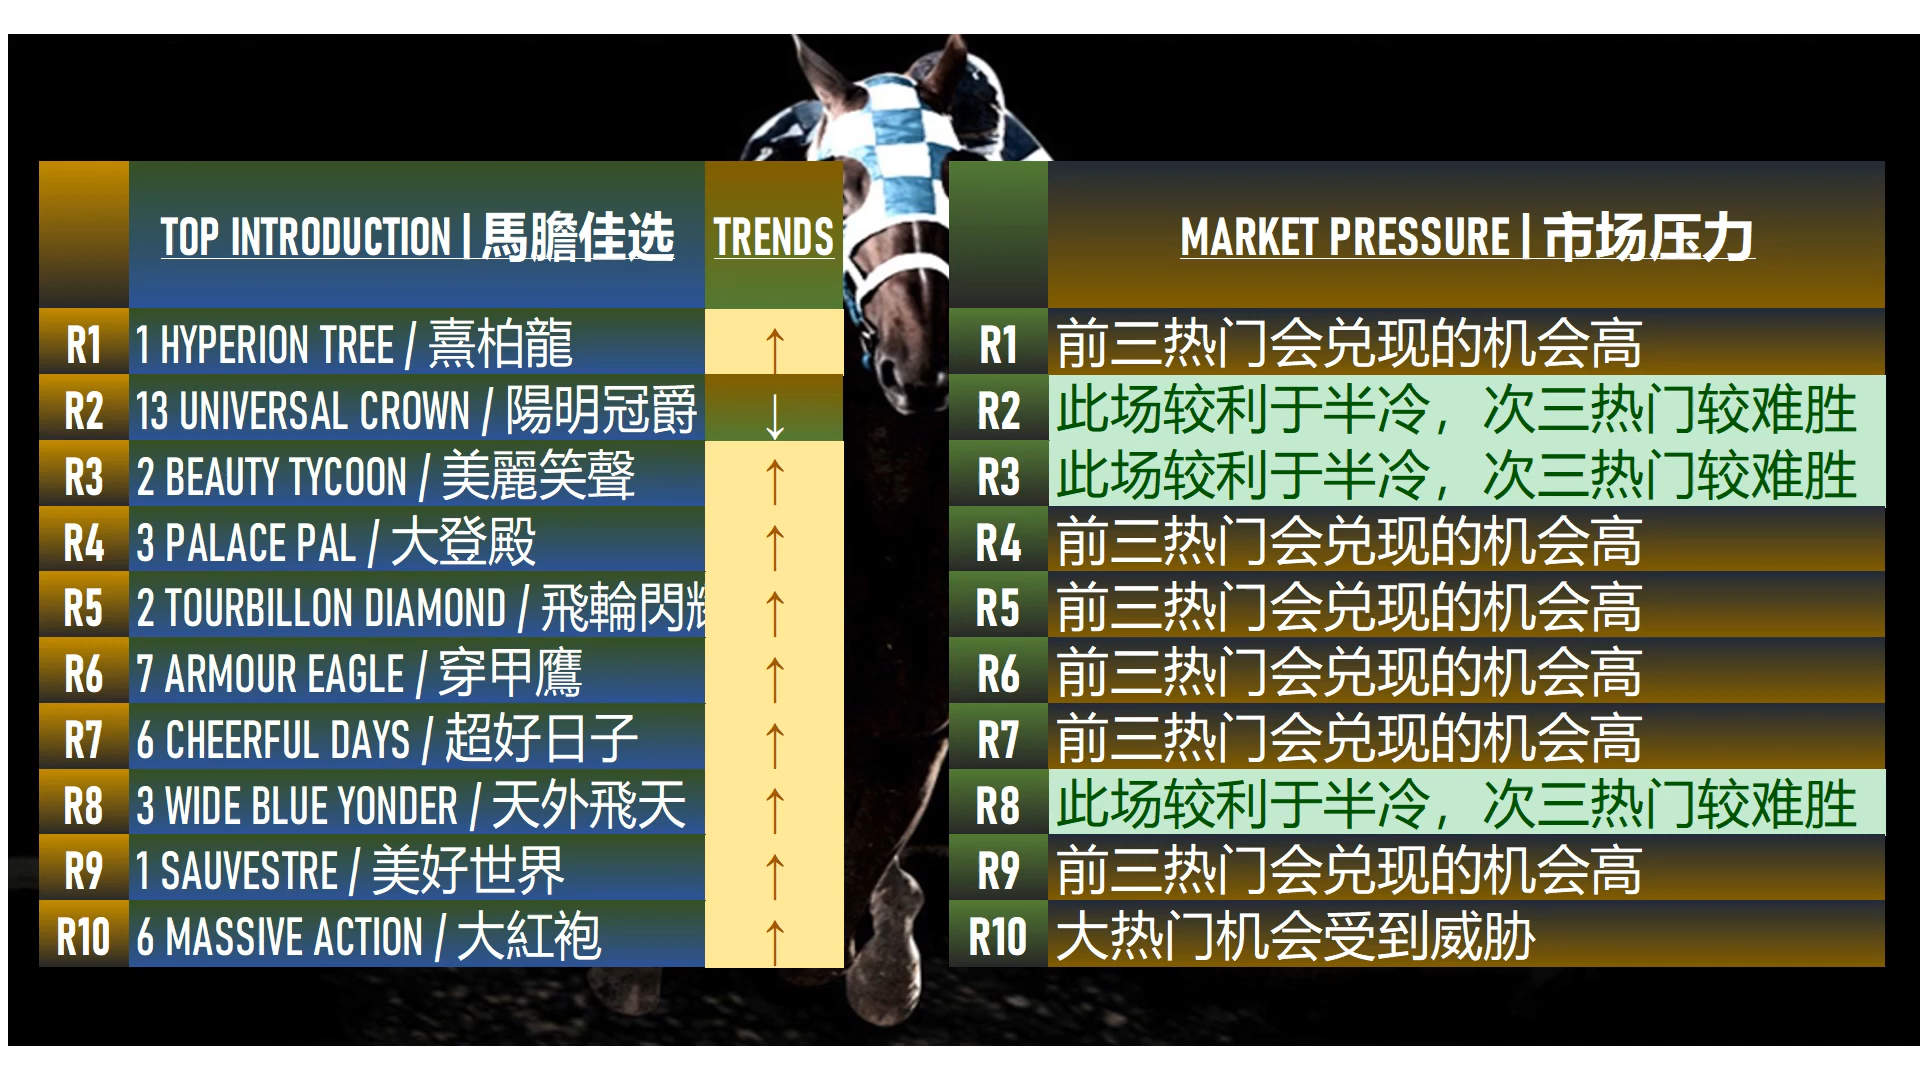 TOP INTRODUCTION | 馬膽佳选 TRENDS
R1 1 HYPERION TREE / 熹柏龍 ↑
R2 13 UNIVERSAL CROWN / 陽明冠爵 ↓
R3 2 BEAUTY TYCOON / 美麗笑聲 ↑
R4 3 PALACE PAL / 大登殿 ↑
R5 2 TOURBILLON DIAMOND / 飛輪閃 ↑
R6 7 ARMOUR EAGLE / 穿甲鷹 ↑
R7 6 CHEERFUL DAYS / 超好日子 ↑
R8 3 WIDE BLUE YONDER / 天外飛天 ↑
R9 1 SAUVESTRE / 美好世界 ↑
R10 6 MASSIVE ACTION / 大紅袍 ↑
MARKET PRESSURE | 市场压力
R1 前三热门会兑现的机会高
R2 此场较利于半冷，次三热门较难胜
R3 此场较利于半冷，次三热门较难胜
R4 前三热门会兑现的机会高
R5 前三热门会兑现的机会高
R6 前三热门会兑现的机会高
R7 前三热门会兑现的机会高
R8 此场较利于半冷，次三热门较难胜
R9 前三热门会兑现的机会高
R10 大热门机会受到威胁